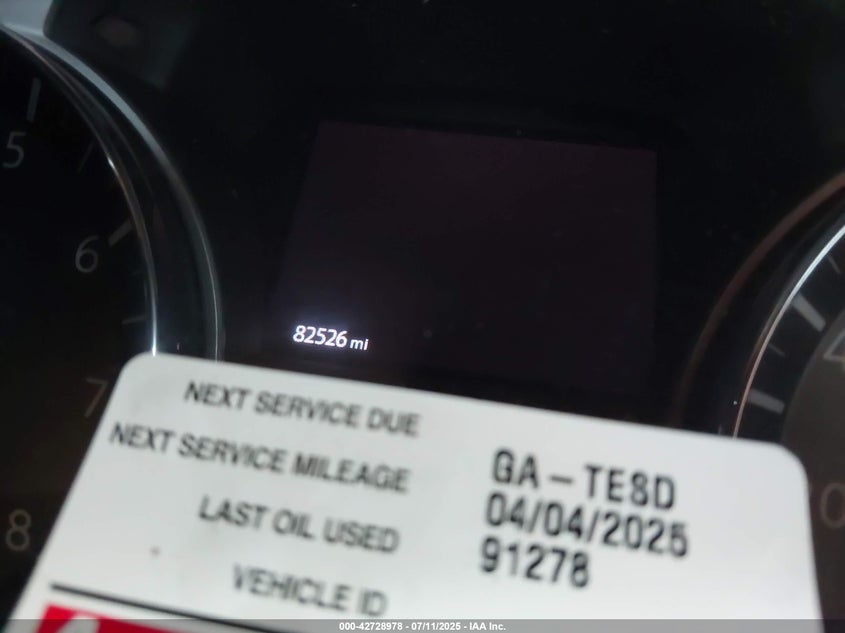 5
6
7
8
82526 mi
NEXT SERVICE DUE
NEXT SERVICE MILEAGE
LAST OIL USED
VEHICLE ID
GA-TESD
04/04/2025
91278
000-42728978 - 07/11/2025 - IAA Inc.